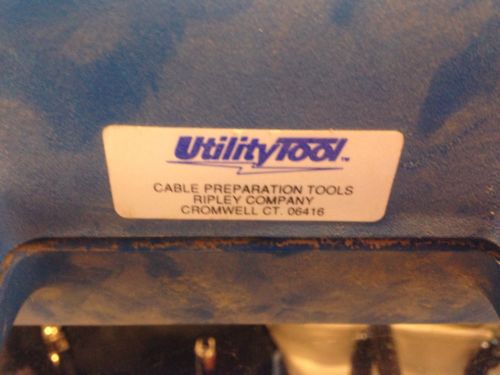 UtilityTool™
CABLE PREPARATION TOOLS
RIPLEY COMPANY
CROMWELL CT. 06416